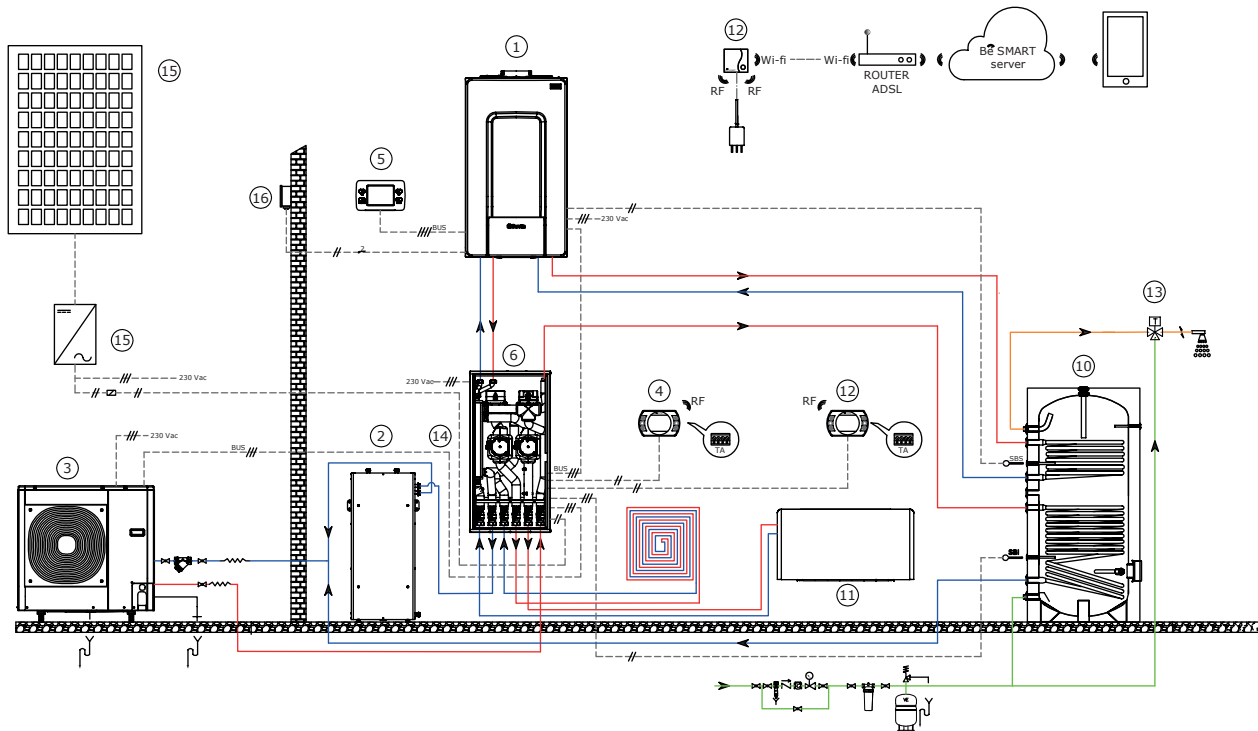 15
1
12
Wi-fi
Wi-fi
RF
RF
ROUTER
ADSL
Be SMART
server
5
16
BUS
230 Vac
2
13
T
15
6
230 Vac
230 Vac
10
4
RF
RF
12
TA
TA
2
14
3
230 Vac
BUS
BUS
SBS
SBI
11